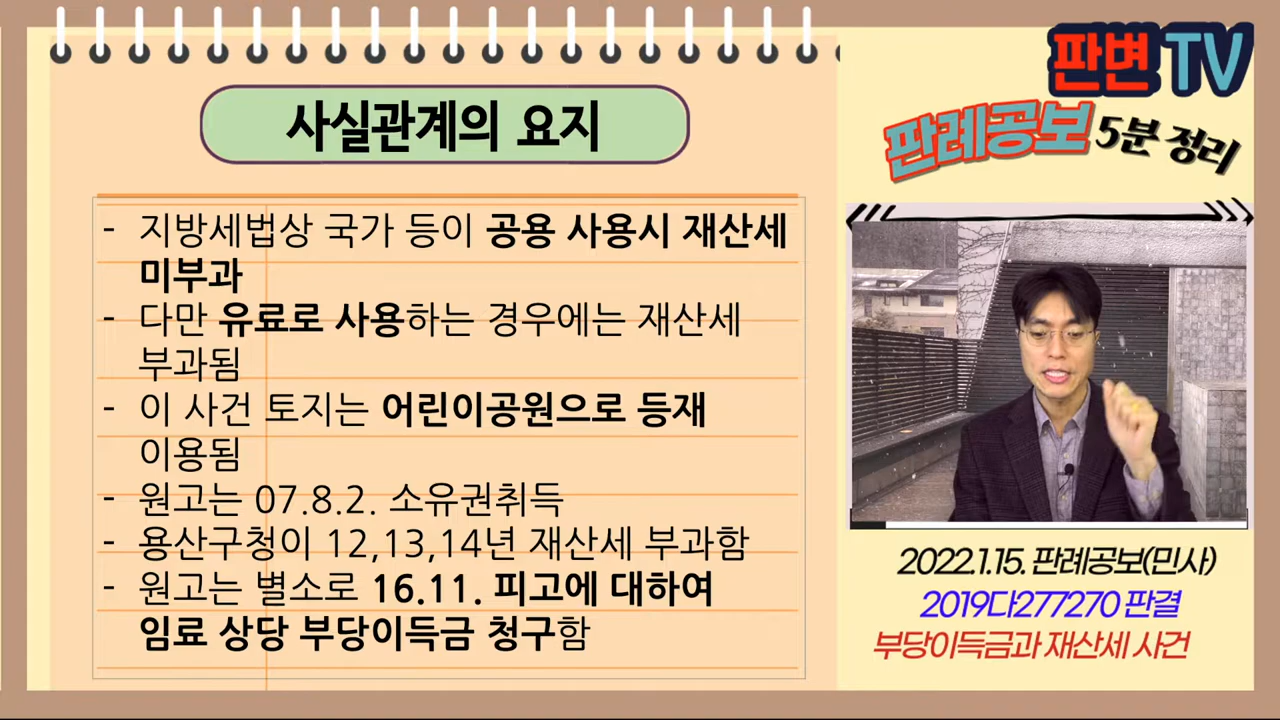 사실관계의 요지
- 지방세법상 국가 등이 공용 사용시 재산세
미부과
- 다만 유료로 사용하는 경우에는 재산세
부과됨
- 이 사건 토지는 어린이공원으로 등재
이용됨
- 원고는 07.8.2. 소유권취득
- 용산구청이 12,13,14년 재산세 부과함
- 원고는 별소로 16.11. 피고에 대하여
임료 상당 부당이득금 청구함
판변 TV
판례공보 5분 정리
2022.1.15. 판례공보(민사)
2019다277270 판결
부당이득금과 재산세 사건